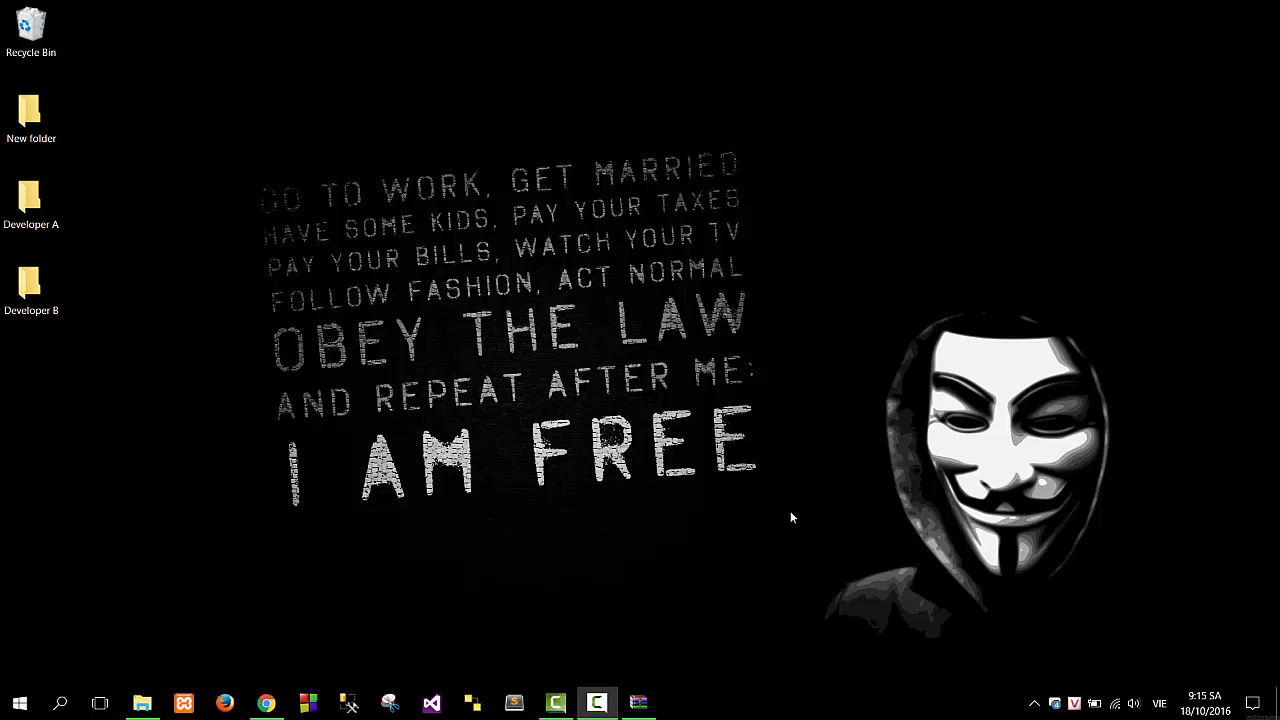 Recycle Bin
New folder
Developer A
Developer B
GO TO WORK, GET MARRIED
HAVE SOME KIDS, PAY YOUR TAXES
PAY YOUR BILLS, WATCH YOUR TV
FOLLOW FASHION, ACT NORMAL
OBEY THE LAW
AND REPEAT AFTER ME:
I AM FREE
VIE
9:15 SA
18/10/2016